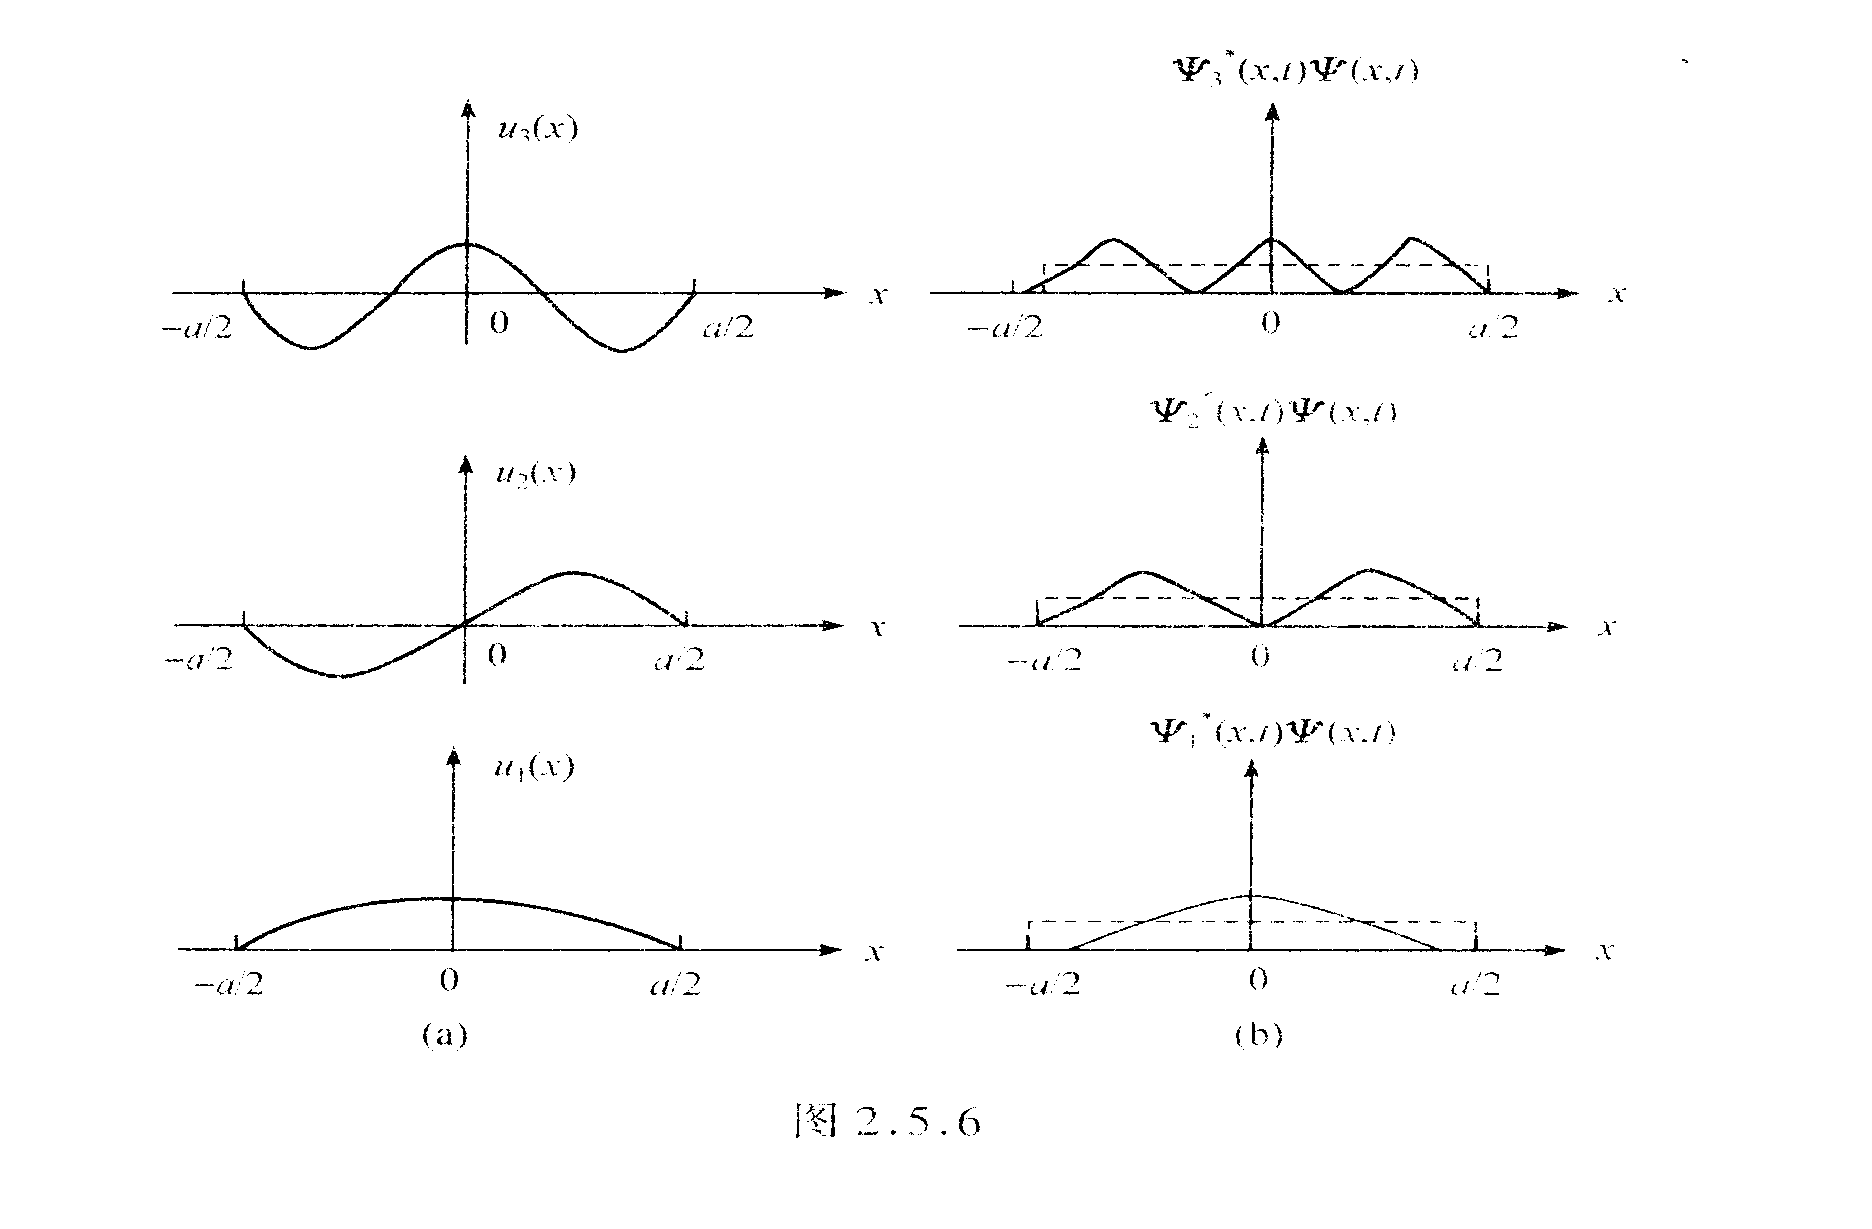 Ψ₃*(x,t)Ψ(x,t)
u₃(x)
x
−a/2
0
a/2
x
−a/2
0
a/2
Ψ₂*(x,t)Ψ(x,t)
u₂(x)
x
−a/2
0
a/2
x
−a/2
0
a/2
Ψ₁*(x,t)Ψ(x,t)
u₁(x)
x
−a/2
0
a/2
x
−a/2
0
a/2
(a)
(b)
图 2.5.6